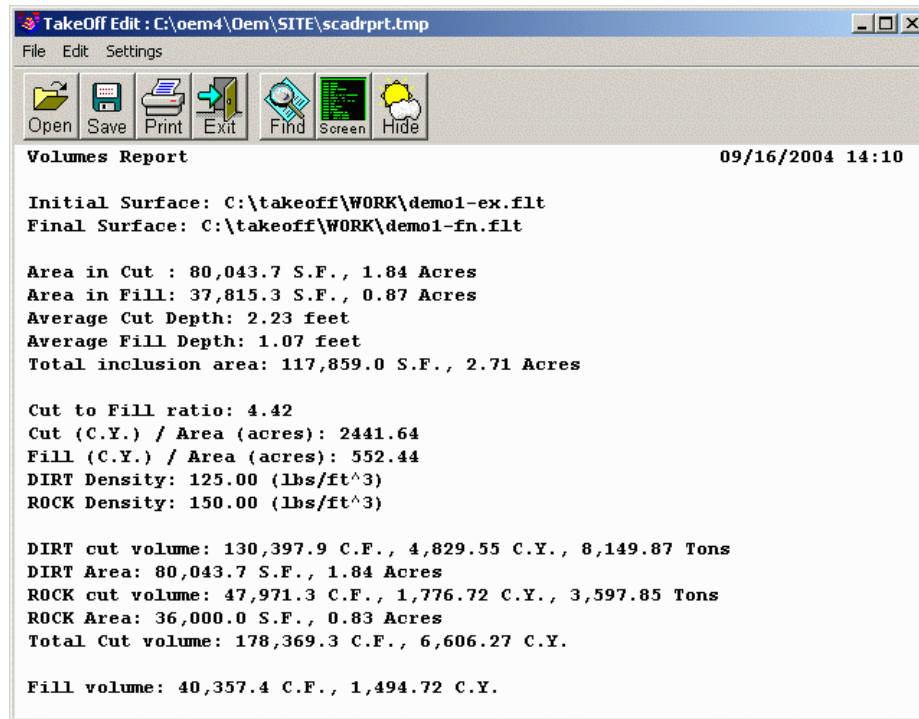 TakeOff Edit : C:\oem4\Oem\SITE\scadrprt.tmp
File Edit Settings
Open Save Print Exit Find Screen Hide
Volumes Report 09/16/2004 14:10
Initial Surface: C:\takeoff\WORK\demo1-ex.flt
Final Surface: C:\takeoff\WORK\demo1-fn.flt
Area in Cut : 80,043.7 S.F., 1.84 Acres
Area in Fill: 37,815.3 S.F., 0.87 Acres
Average Cut Depth: 2.23 feet
Average Fill Depth: 1.07 feet
Total inclusion area: 117,859.0 S.F., 2.71 Acres
Cut to Fill ratio: 4.42
Cut (C.Y.) / Area (acres): 2441.64
Fill (C.Y.) / Area (acres): 552.44
DIRT Density: 125.00 (lbs/ft^3)
ROCK Density: 150.00 (lbs/ft^3)
DIRT cut volume: 130,397.9 C.F., 4,829.55 C.Y., 8,149.87 Tons
DIRT Area: 80,043.7 S.F., 1.84 Acres
ROCK cut volume: 47,971.3 C.F., 1,776.72 C.Y., 3,597.85 Tons
ROCK Area: 36,000.0 S.F., 0.83 Acres
Total Cut volume: 178,369.3 C.F., 6,606.27 C.Y.
Fill volume: 40,357.4 C.F., 1,494.72 C.Y.